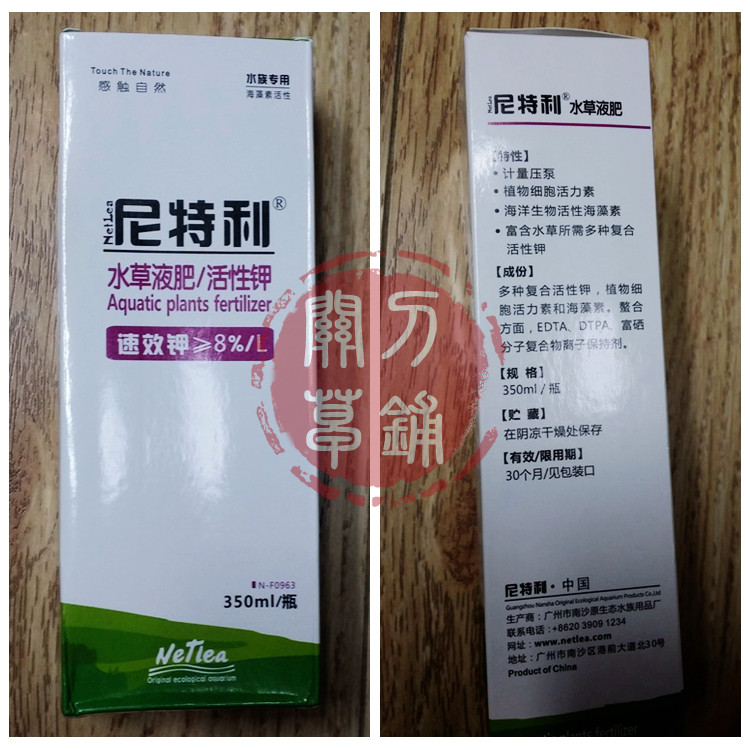 Touch The Nature
感触自然
水族专用
海藻素活性
NetLea 尼特利®
水草液肥/活性钾
Aquatic plants fertilizer
速效钾≥8%/L
N-F0963
350ml/瓶
NeTlea
Original ecological aquarium
關刀
草鋪
NetLea 尼特利® 水草液肥
【特性】
• 计量压泵
• 植物细胞活力素
• 海洋生物活性海藻素
• 富含水草所需多种复合
活性钾
【成份】
多种复合活性钾，植物细
胞活力素和海藻素。螯合
方面，EDTA、DTPA、富硒
分子复合物离子保持剂。
【规 格】
350ml / 瓶
【贮 藏】
在阴凉干燥处保存
【有效/限用期】
30个月/见包装口
尼特利 · 中国
Guangzhou Nansha Original Ecological Aquarium Products Co.,Ltd
生产商：广州市南沙原生态水族用品厂
联系电话：+8620 3909 1234
网址：www.netlea.com
地址：广州市南沙区港前大道北30号
Product of China
Aquatic plants fertilizer